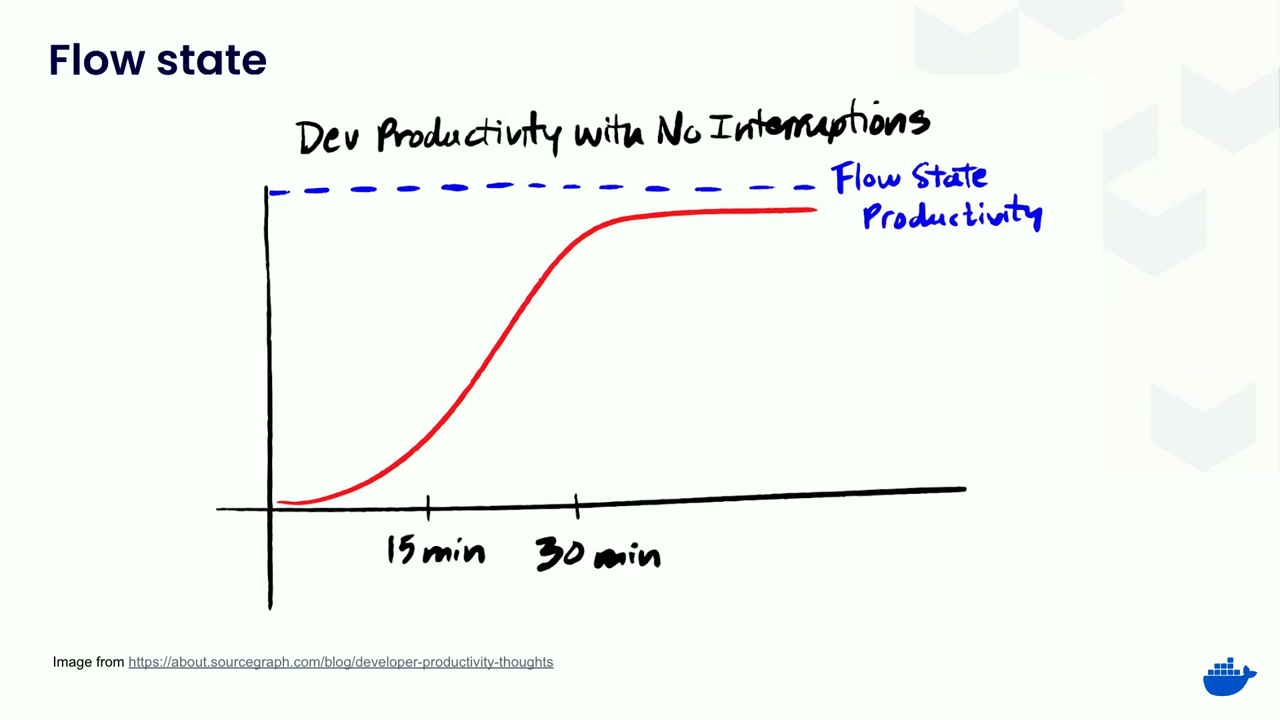 Flow state
Dev Productivity with No Interruptions
Flow State
Productivity
15 min
30 min
Image from https://about.sourcegraph.com/blog/developer-productivity-thoughts